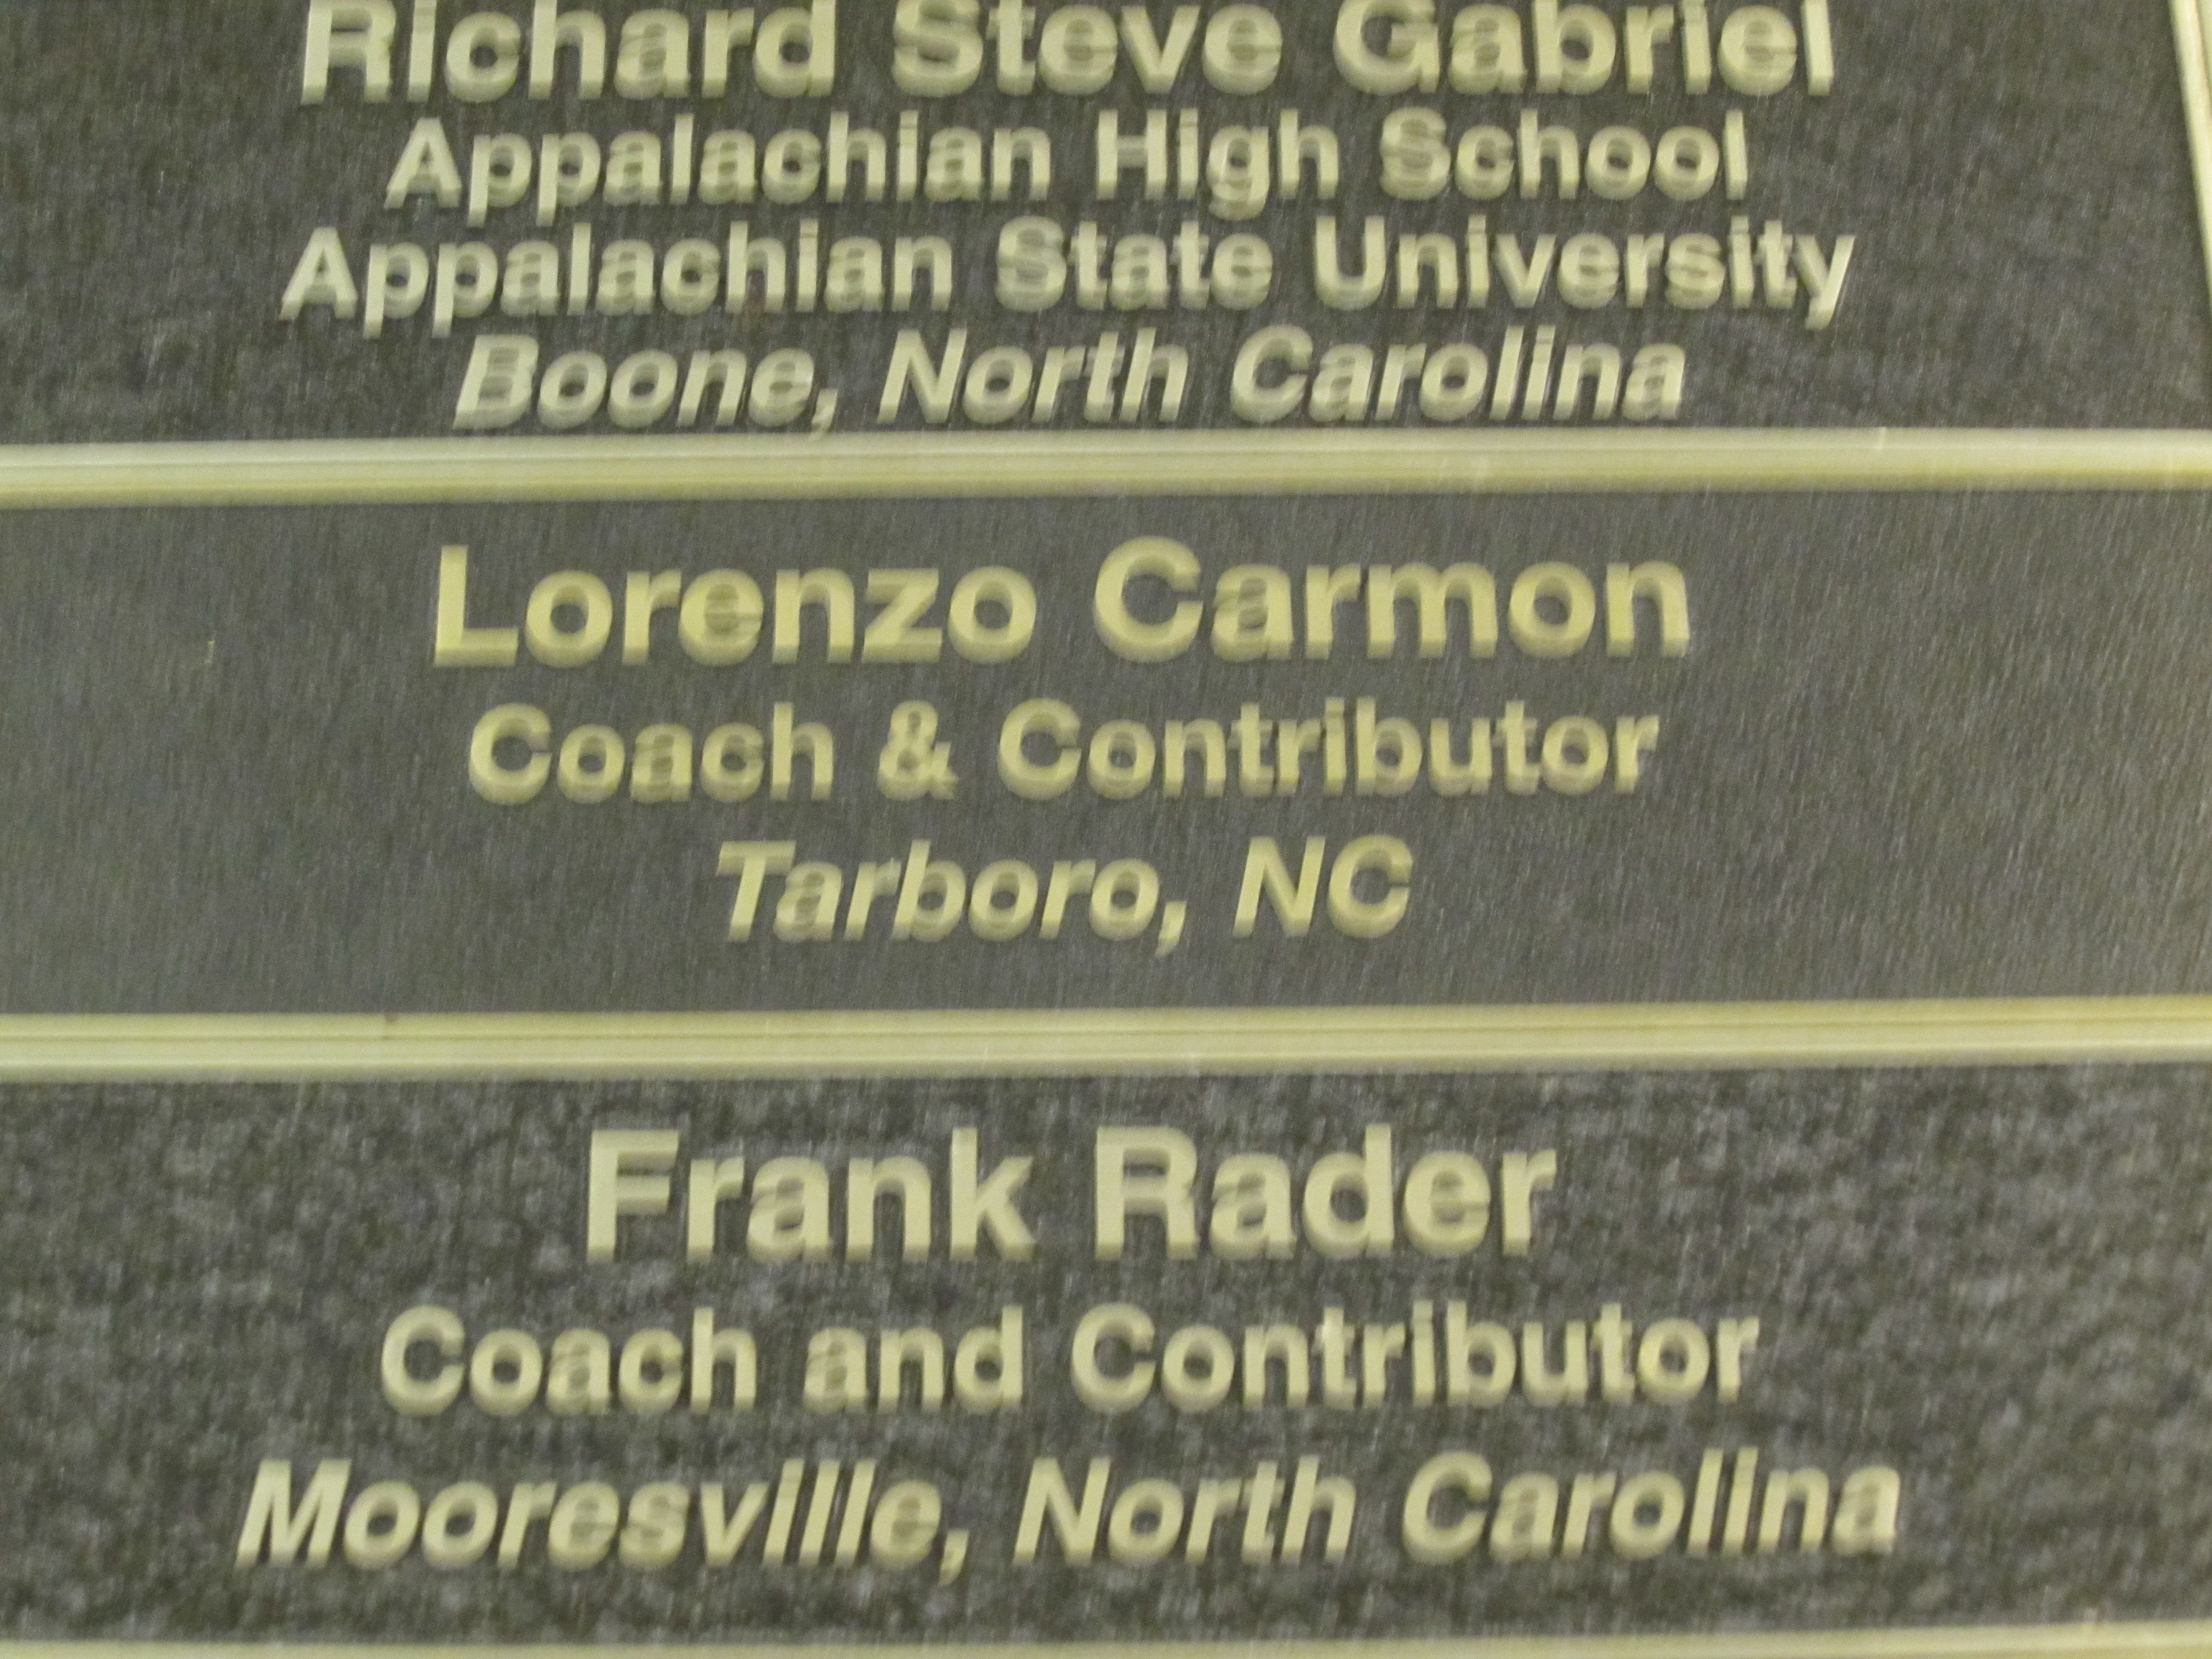 Richard Steve Gabriel
Appalachian High School
Appalachian State University
Boone, North Carolina
Lorenzo Carmon
Coach & Contributor
Tarboro, NC
Frank Rader
Coach and Contributor
Mooresville, North Carolina